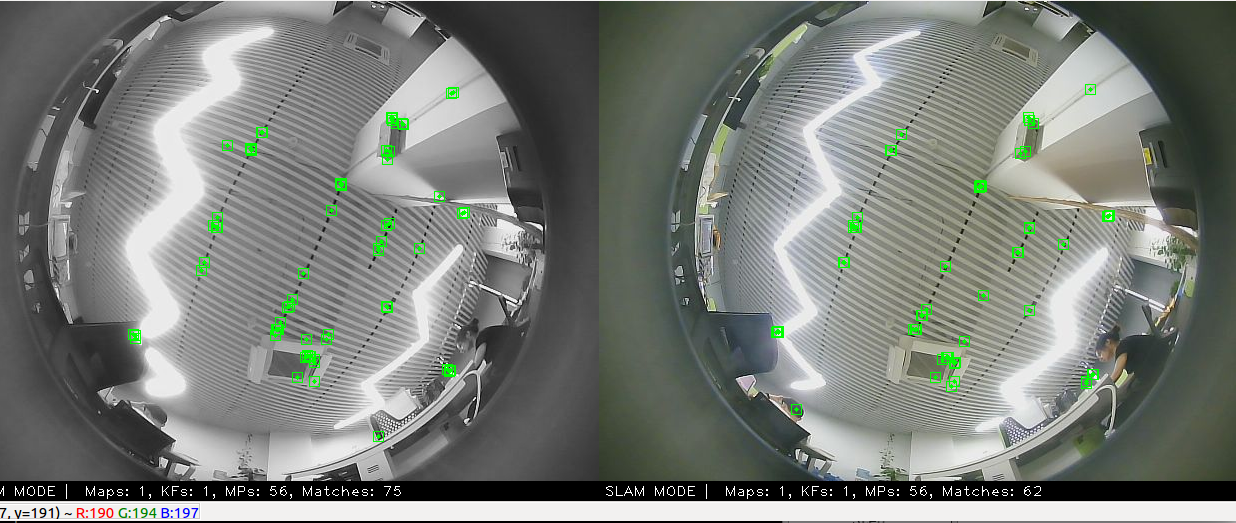 M MODE | Maps: 1, KFs: 1, MPs: 56, Matches: 75
SLAM MODE | Maps: 1, KFs: 1, MPs: 56, Matches: 62
7, y=191) ~ R:190 G:194 B:197